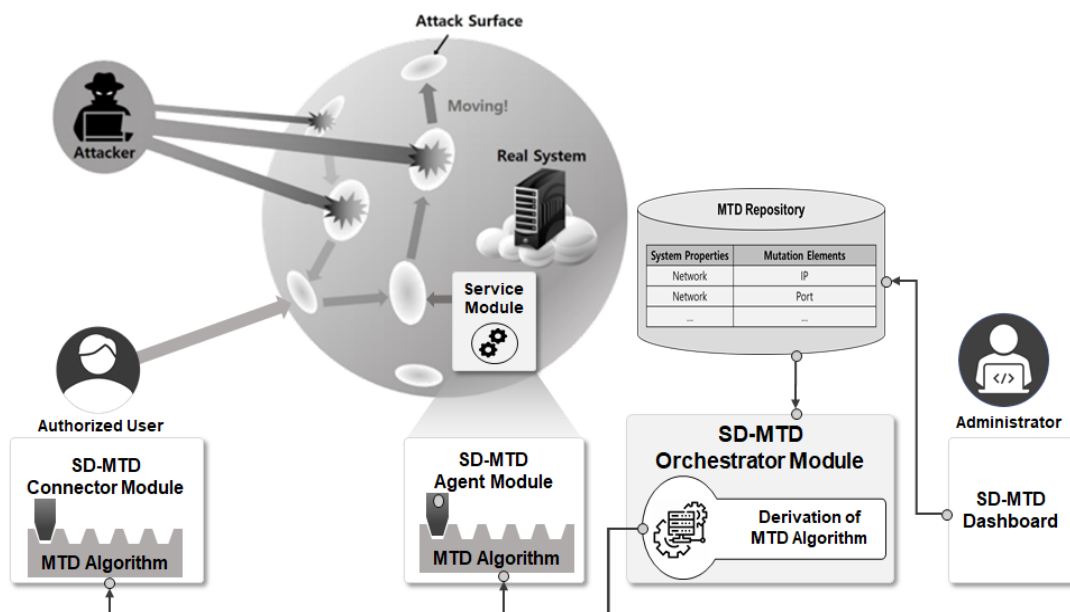 Attack Surface
Moving!
Attacker
Real System
MTD Repository
System Properties Mutation Elements
Network IP
Network Port
... ...
Service
Module
Authorized User
Administrator
SD-MTD
Connector Module
MTD Algorithm
SD-MTD
Agent Module
MTD Algorithm
SD-MTD
Orchestrator Module
Derivation of
MTD Algorithm
SD-MTD
Dashboard